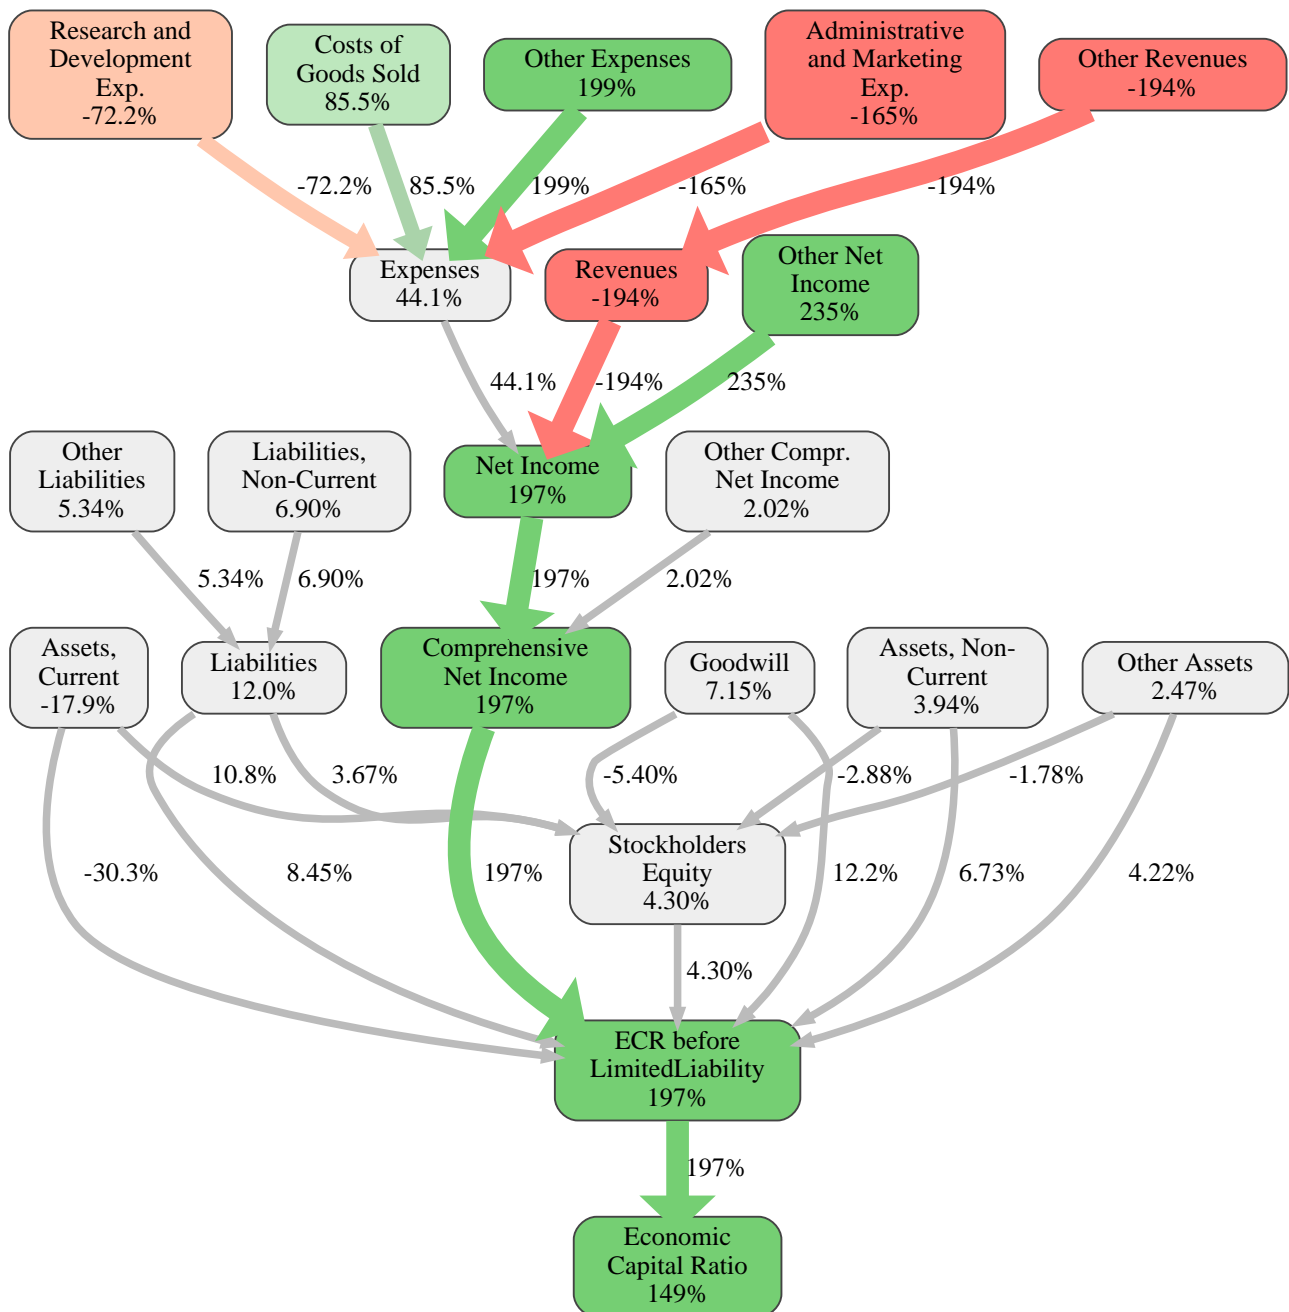 Research and
Development
Exp.
-72.2%
Costs of
Goods Sold
85.5%
Other Expenses
199%
Administrative
and Marketing
Exp.
-165%
Other Revenues
-194%
-72.2%
85.5%
199%
-165%
-194%
Expenses
44.1%
Revenues
-194%
Other Net
Income
235%
44.1%
-194%
235%
Other
Liabilities
5.34%
Liabilities,
Non-Current
6.90%
Net Income
197%
Other Compr.
Net Income
2.02%
5.34%
6.90%
197%
2.02%
Assets,
Current
-17.9%
Liabilities
12.0%
Comprehensive
Net Income
197%
Goodwill
7.15%
Assets, Non-
Current
3.94%
Other Assets
2.47%
10.8%
3.67%
-5.40%
-2.88%
-1.78%
-30.3%
8.45%
197%
Stockholders
Equity
4.30%
12.2%
6.73%
4.22%
4.30%
ECR before
LimitedLiability
197%
197%
Economic
Capital Ratio
149%